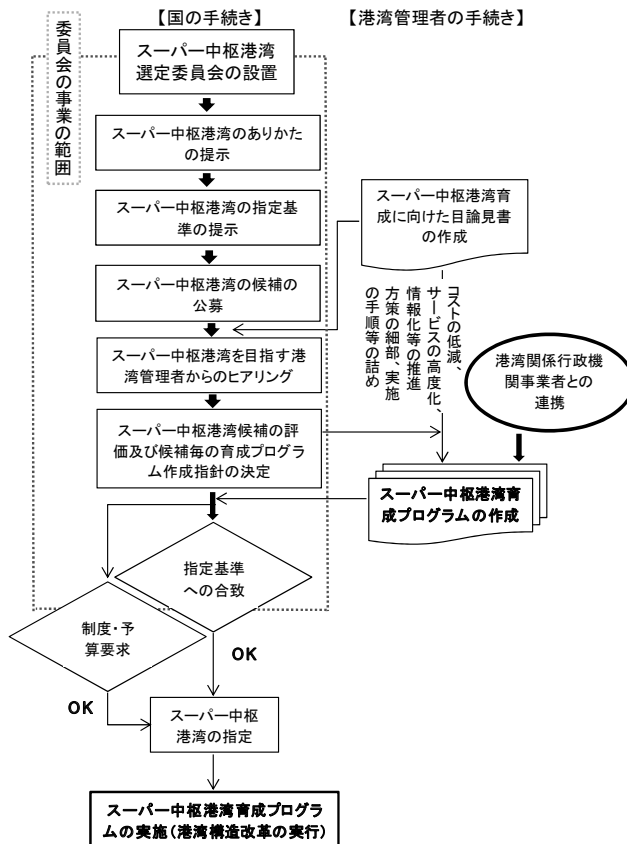 【国の手続き】
【港湾管理者の手続き】
委員会の事業の範囲
スーパー中枢港湾
選定委員会の設置
スーパー中枢港湾のありかた
の提示
スーパー中枢港湾の指定基
準の提示
スーパー中枢港湾の候補の
公募
スーパー中枢港湾を目指す港
湾管理者からのヒアリング
スーパー中枢港湾候補の評
価及び候補毎の育成プログラ
ム作成指針の決定
スーパー中枢港湾育
成に向けた目論見書
の作成
コストの低減、
サービスの高度化、
情報化等の推進
方策の細部、実施
の手順等の詰め
港湾関係行政機
関事業者との
連携
スーパー中枢港湾育
成プログラムの作成
指定基準
への合致
制度・予
算要求
OK
OK
スーパー中枢
港湾の指定
スーパー中枢港湾育成プログラ
ムの実施(港湾構造改革の実行)